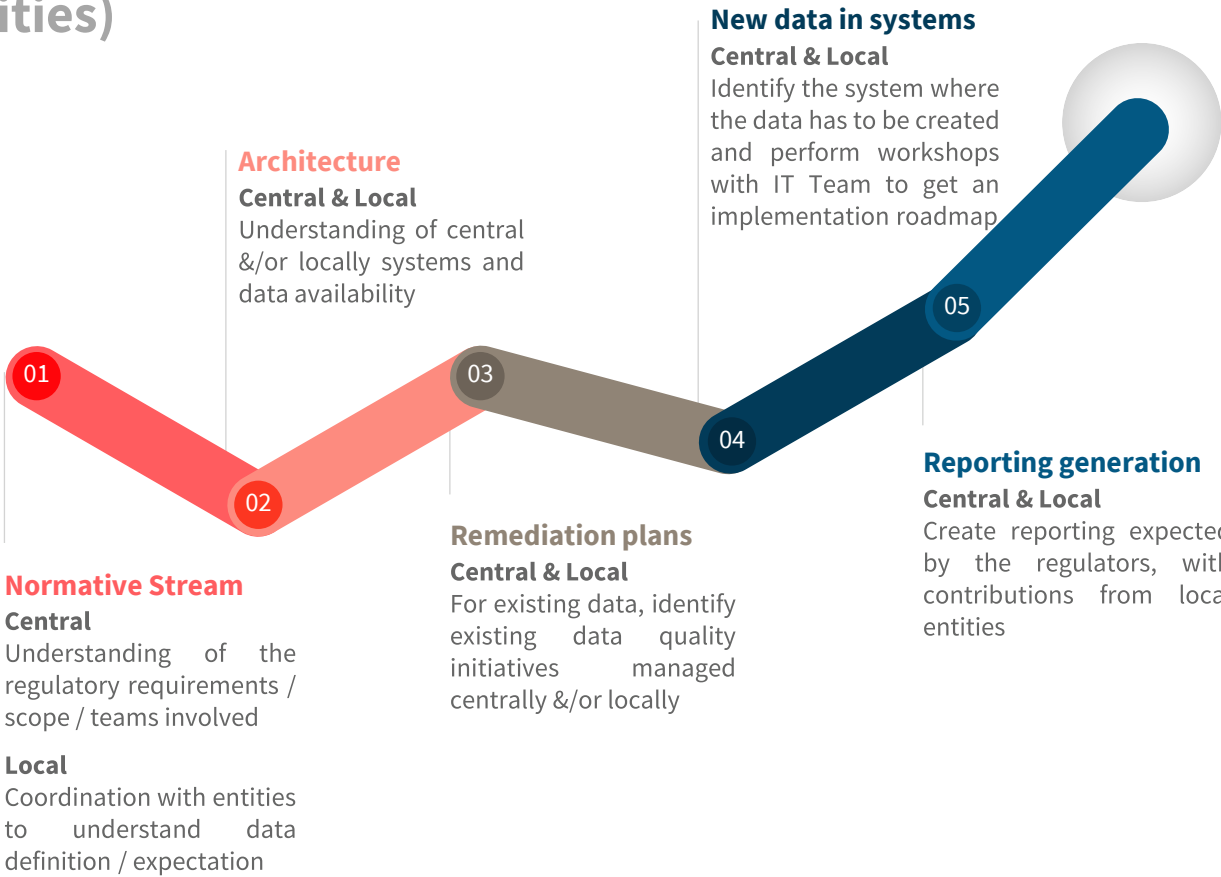 ities)
New data in systems
Central & Local
Identify the system where
the data has to be created
and perform workshops
with IT Team to get an
implementation roadmap
Architecture
Central & Local
Understanding of central
&/or locally systems and
data availability
01
02
03
04
05
Normative Stream
Central
Understanding of the
regulatory requirements /
scope / teams involved
Local
Coordination with entities
to understand data
definition / expectation
Remediation plans
Central & Local
For existing data, identify
existing data quality
initiatives managed
centrally &/or locally
Reporting generation
Central & Local
Create reporting expected
by the regulators, with
contributions from loca
entities